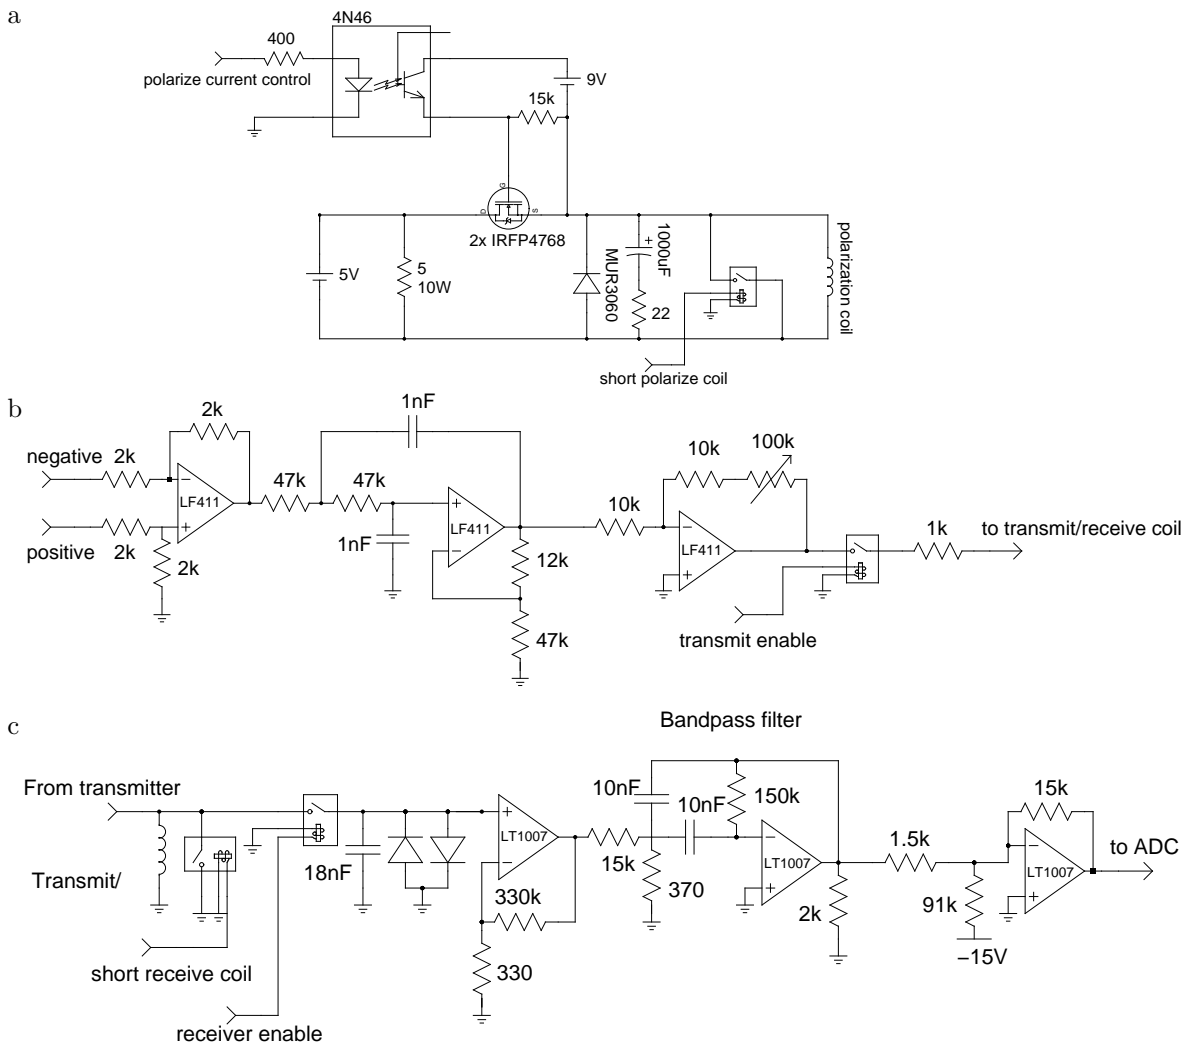 a
4N46
400
polarize current control
9V
15k
G
D
S
2x IRFP4768
5V
5
10W
MUR3060
+
1000uF
22
polarization coil
short polarize coil
b
1nF
2k
negative
2k
−
LF411
+
positive
2k
2k
47k
47k
1nF
+
LF411
−
12k
47k
10k
100k
10k
−
LF411
+
1k
to transmit/receive coil
transmit enable
c
Bandpass filter
From transmitter
Transmit/
short receive coil
receiver enable
18nF
+
LT1007
−
330k
330
15k
10nF
10nF
150k
370
−
LT1007
+
2k
1.5k
91k
−15V
15k
−
LT1007
+
to ADC